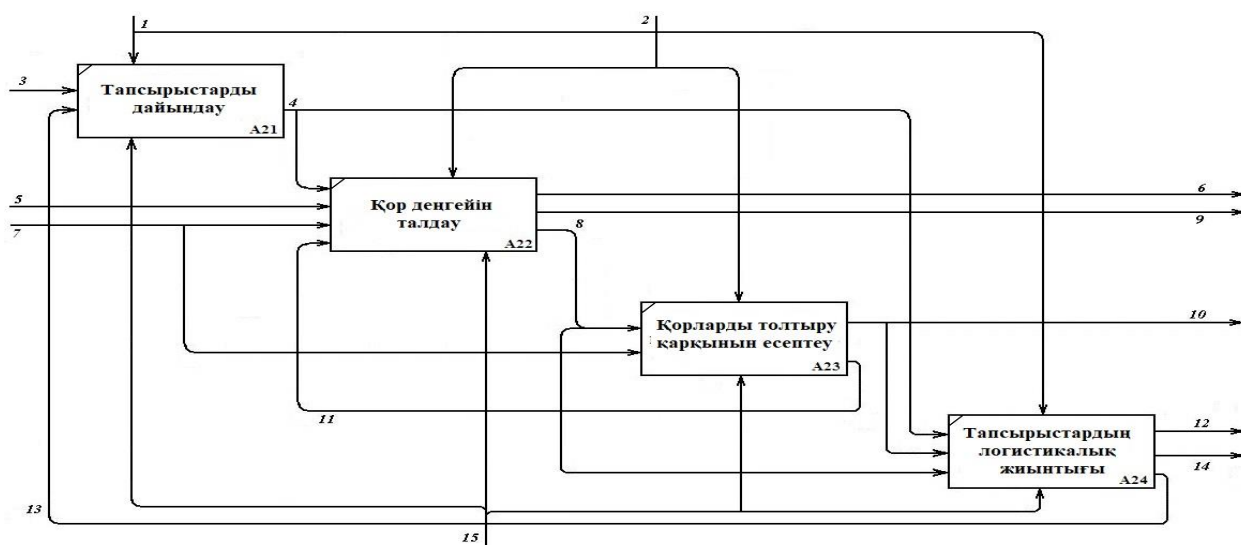 1
2
3
Тапсырыстарды
дайындау
A21
4
5
7
Қор деңгейін
талдау
A22
6
9
8
Қорларды толтыру
қарқынын есептеу
A23
10
11
Тапсырыстардың
логистикалық
жиынтығы
A24
12
14
13
15